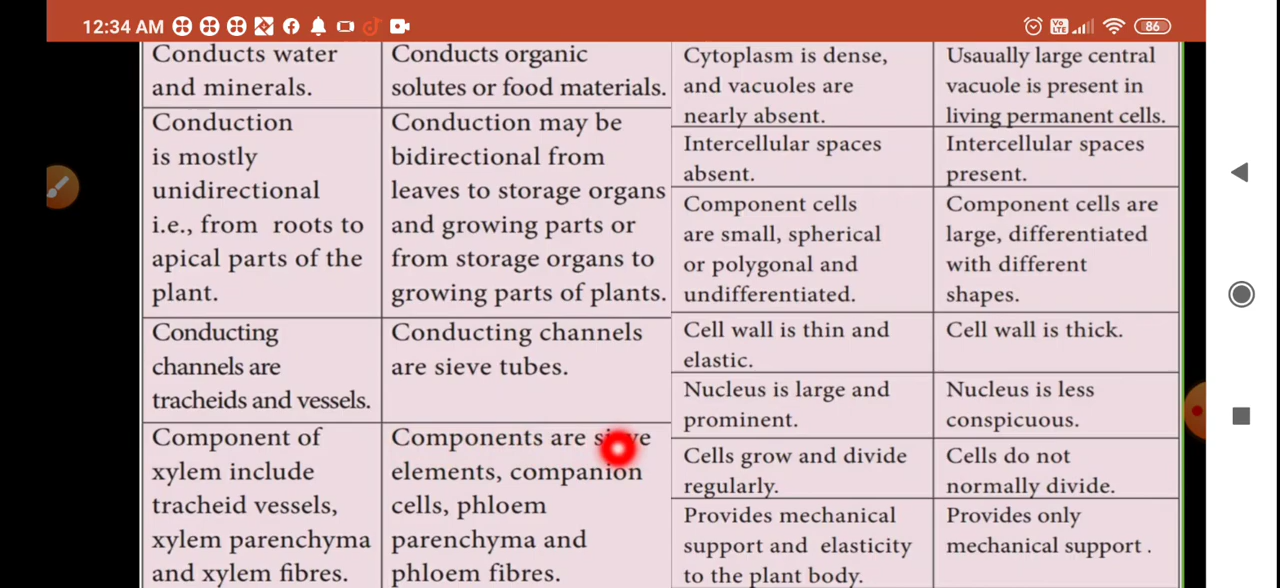 12:34 AM
Vo LTE
86
Conducts water
and minerals.
Conducts organic
solutes or food materials.
Conduction
is mostly
unidirectional
i.e., from roots to
apical parts of the
plant.
Conduction may be
bidirectional from
leaves to storage organs
and growing parts or
from storage organs to
growing parts of plants.
Conducting
channels are
tracheids and vessels.
Conducting channels
are sieve tubes.
Component of
xylem include
tracheid vessels,
xylem parenchyma
and xylem fibres.
Components are sieve
elements, companion
cells, phloem
parenchyma and
phloem fibres.
Cytoplasm is dense,
and vacuoles are
nearly absent.
Usaually large central
vacuole is present in
living permanent cells.
Intercellular spaces
absent.
Intercellular spaces
present.
Component cells
are small, spherical
or polygonal and
undifferentiated.
Component cells are
large, differentiated
with different
shapes.
Cell wall is thin and
elastic.
Cell wall is thick.
Nucleus is large and
prominent.
Nucleus is less
conspicuous.
Cells grow and divide
regularly.
Cells do not
normally divide.
Provides mechanical
support and elasticity
to the plant body.
Provides only
mechanical support .